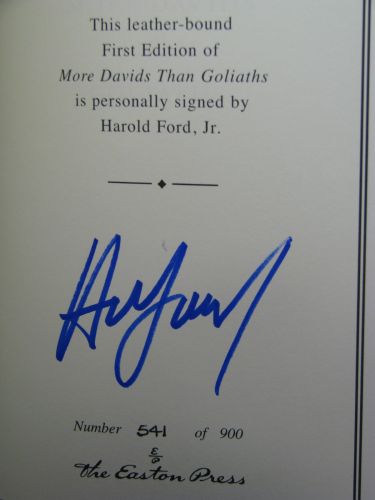 This leather-bound
First Edition of
More Davids Than Goliaths
is personally signed by
Harold Ford, Jr.
Number 541 of 900
E/P
the Easton Press